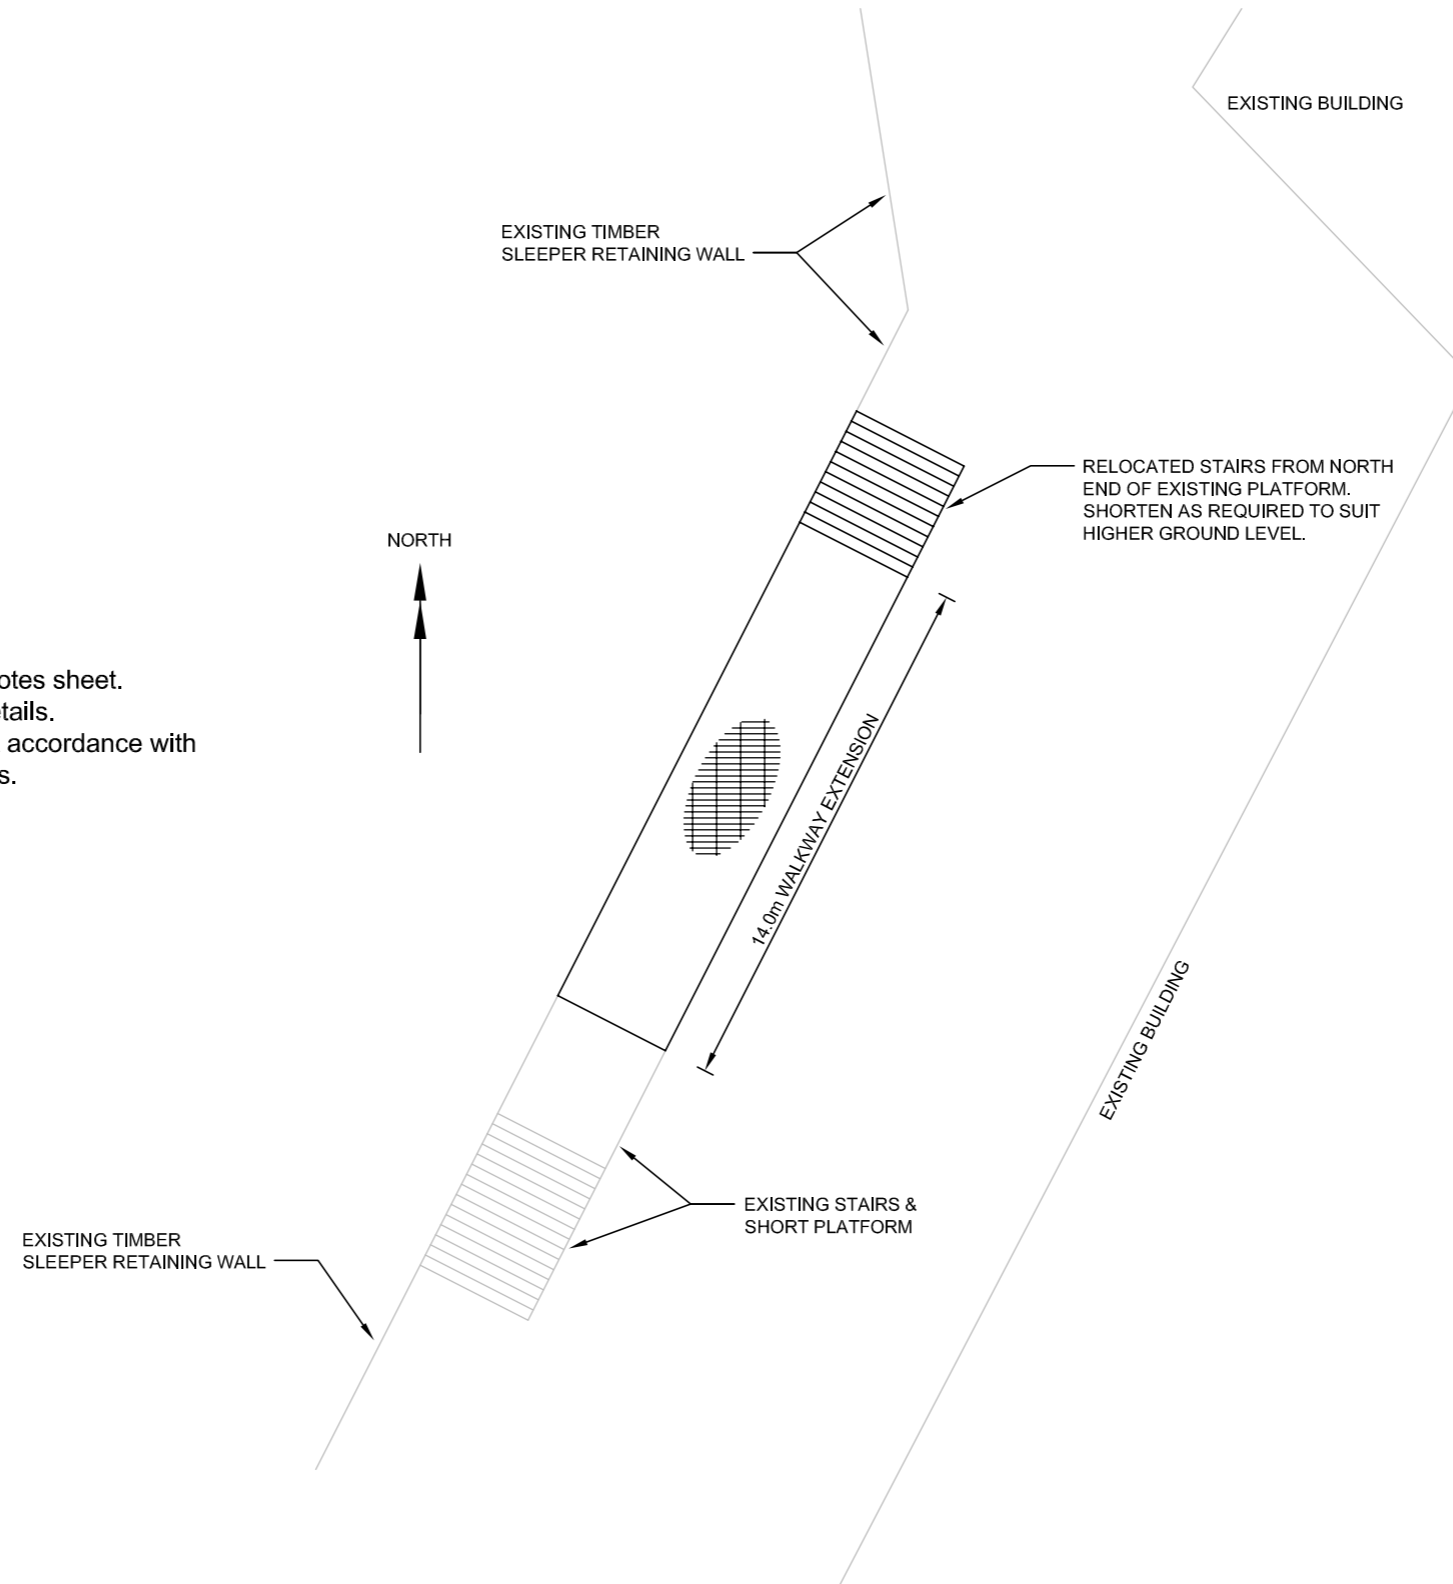 EXISTING BUILDING
EXISTING TIMBER
SLEEPER RETAINING WALL
RELOCATED STAIRS FROM NORTH
END OF EXISTING PLATFORM.
SHORTEN AS REQUIRED TO SUIT
HIGHER GROUND LEVEL.
NORTH
otes sheet.
etails.
accordance with
s.
14.0m WALKWAY EXTENSION
EXISTING BUILDING
EXISTING STAIRS &
SHORT PLATFORM
EXISTING TIMBER
SLEEPER RETAINING WALL